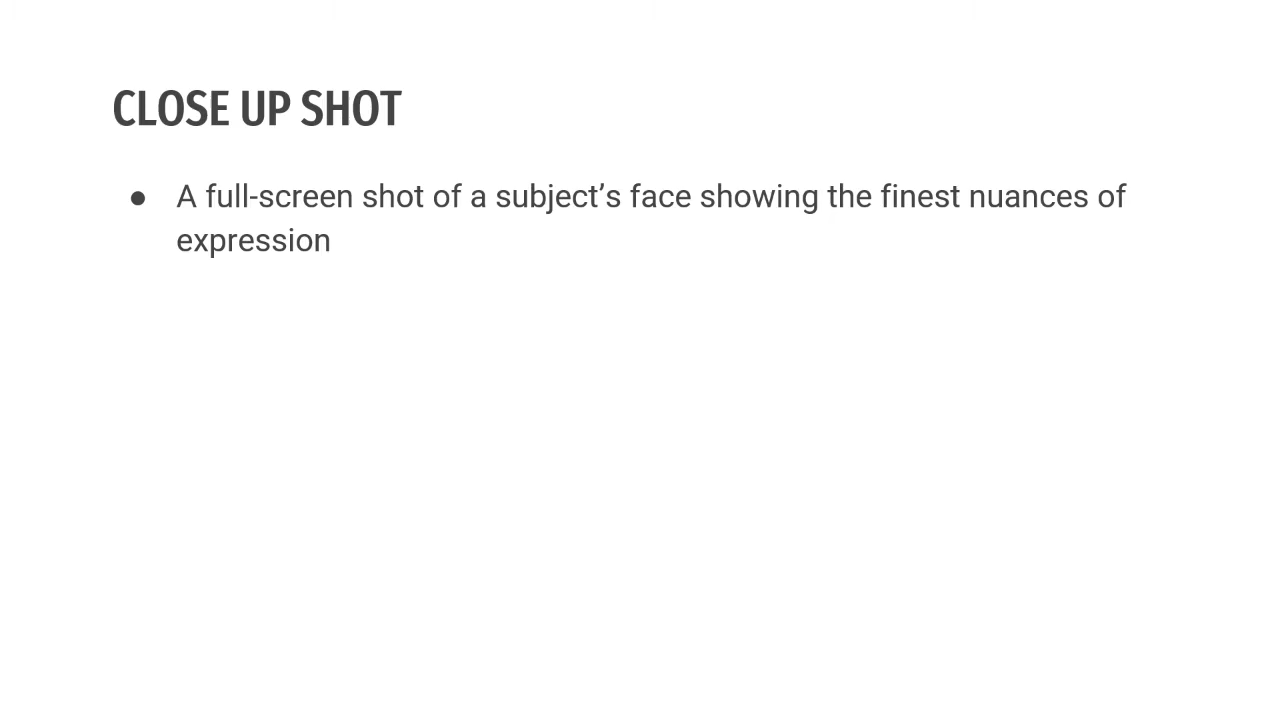 CLOSE UP SHOT
● A full-screen shot of a subject’s face showing the finest nuances of
expression